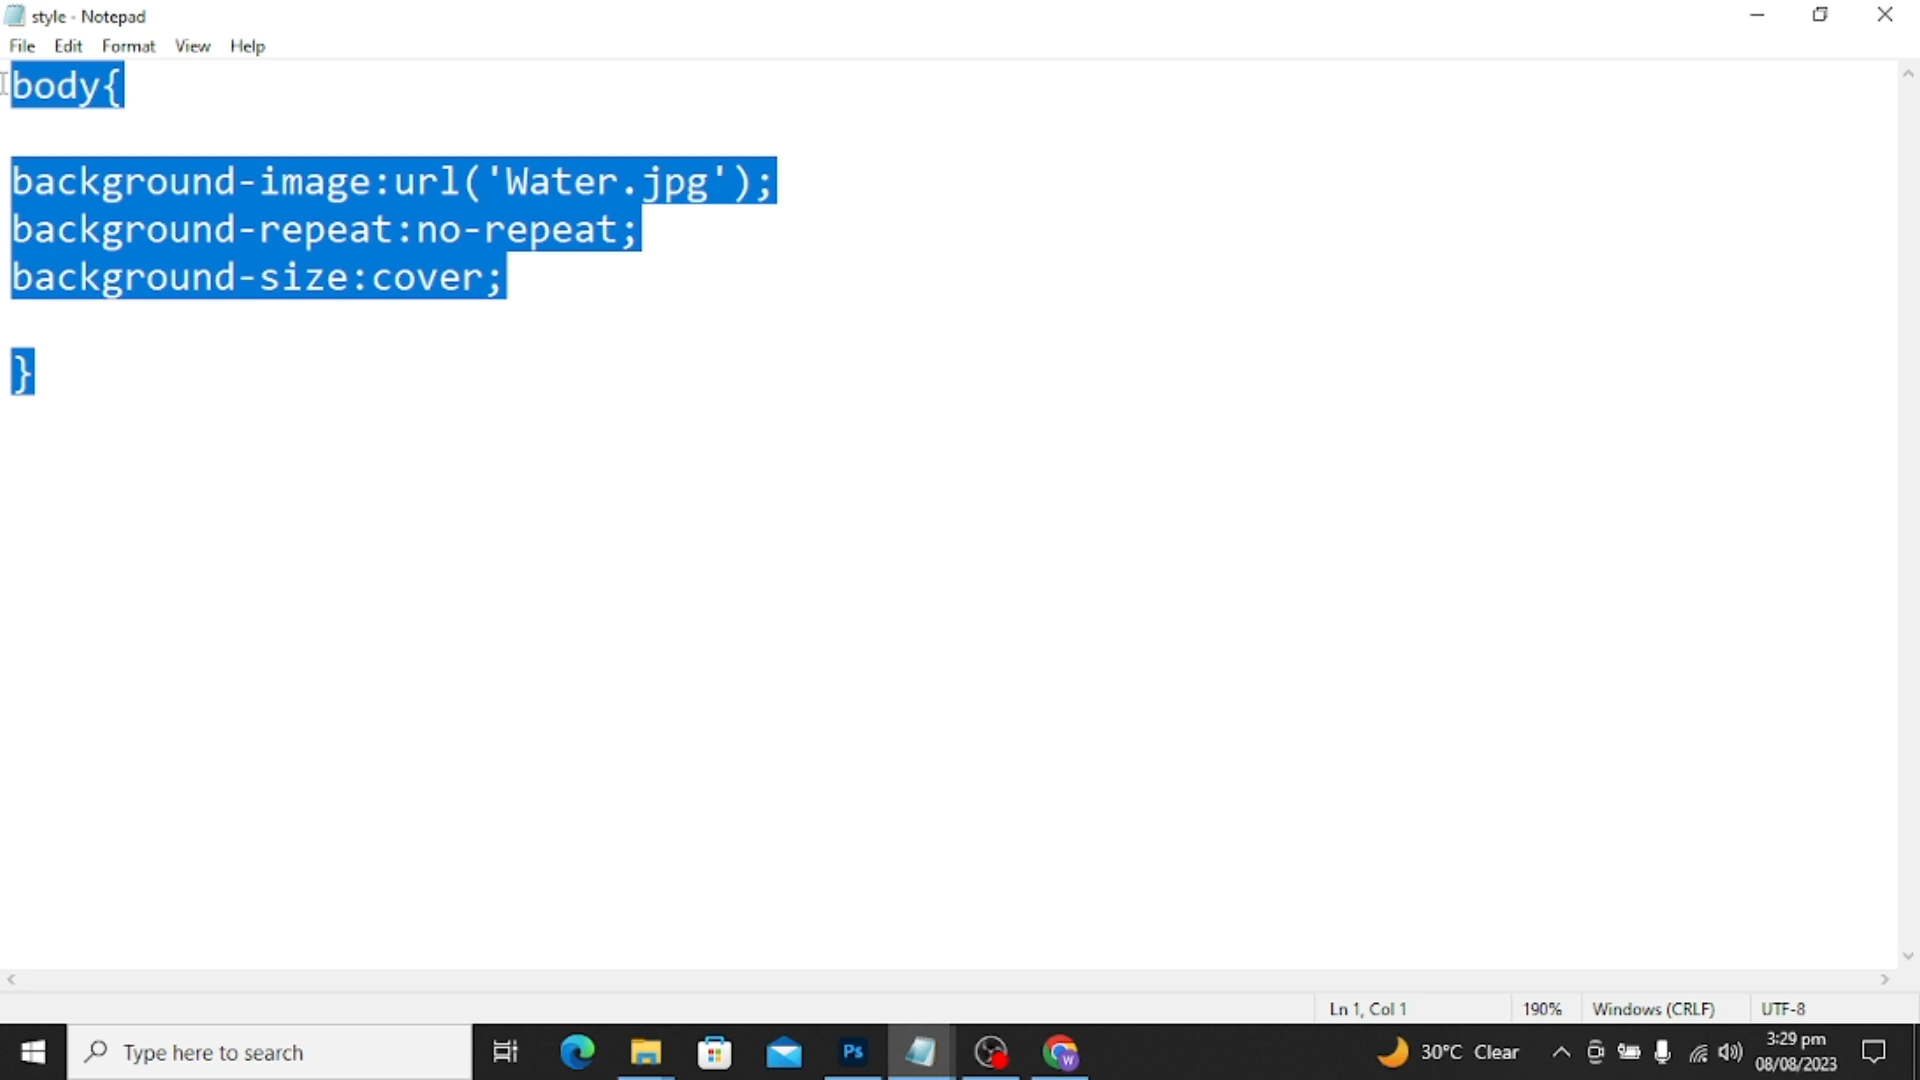 style - Notepad
File Edit Format View Help
body{
background-image:url('Water.jpg');
background-repeat:no-repeat;
background-size:cover;
}
Ln 1, Col 1 190% Windows (CRLF) UTF-8
Type here to search Ps W 30°C Clear 3:29 pm
08/08/2023